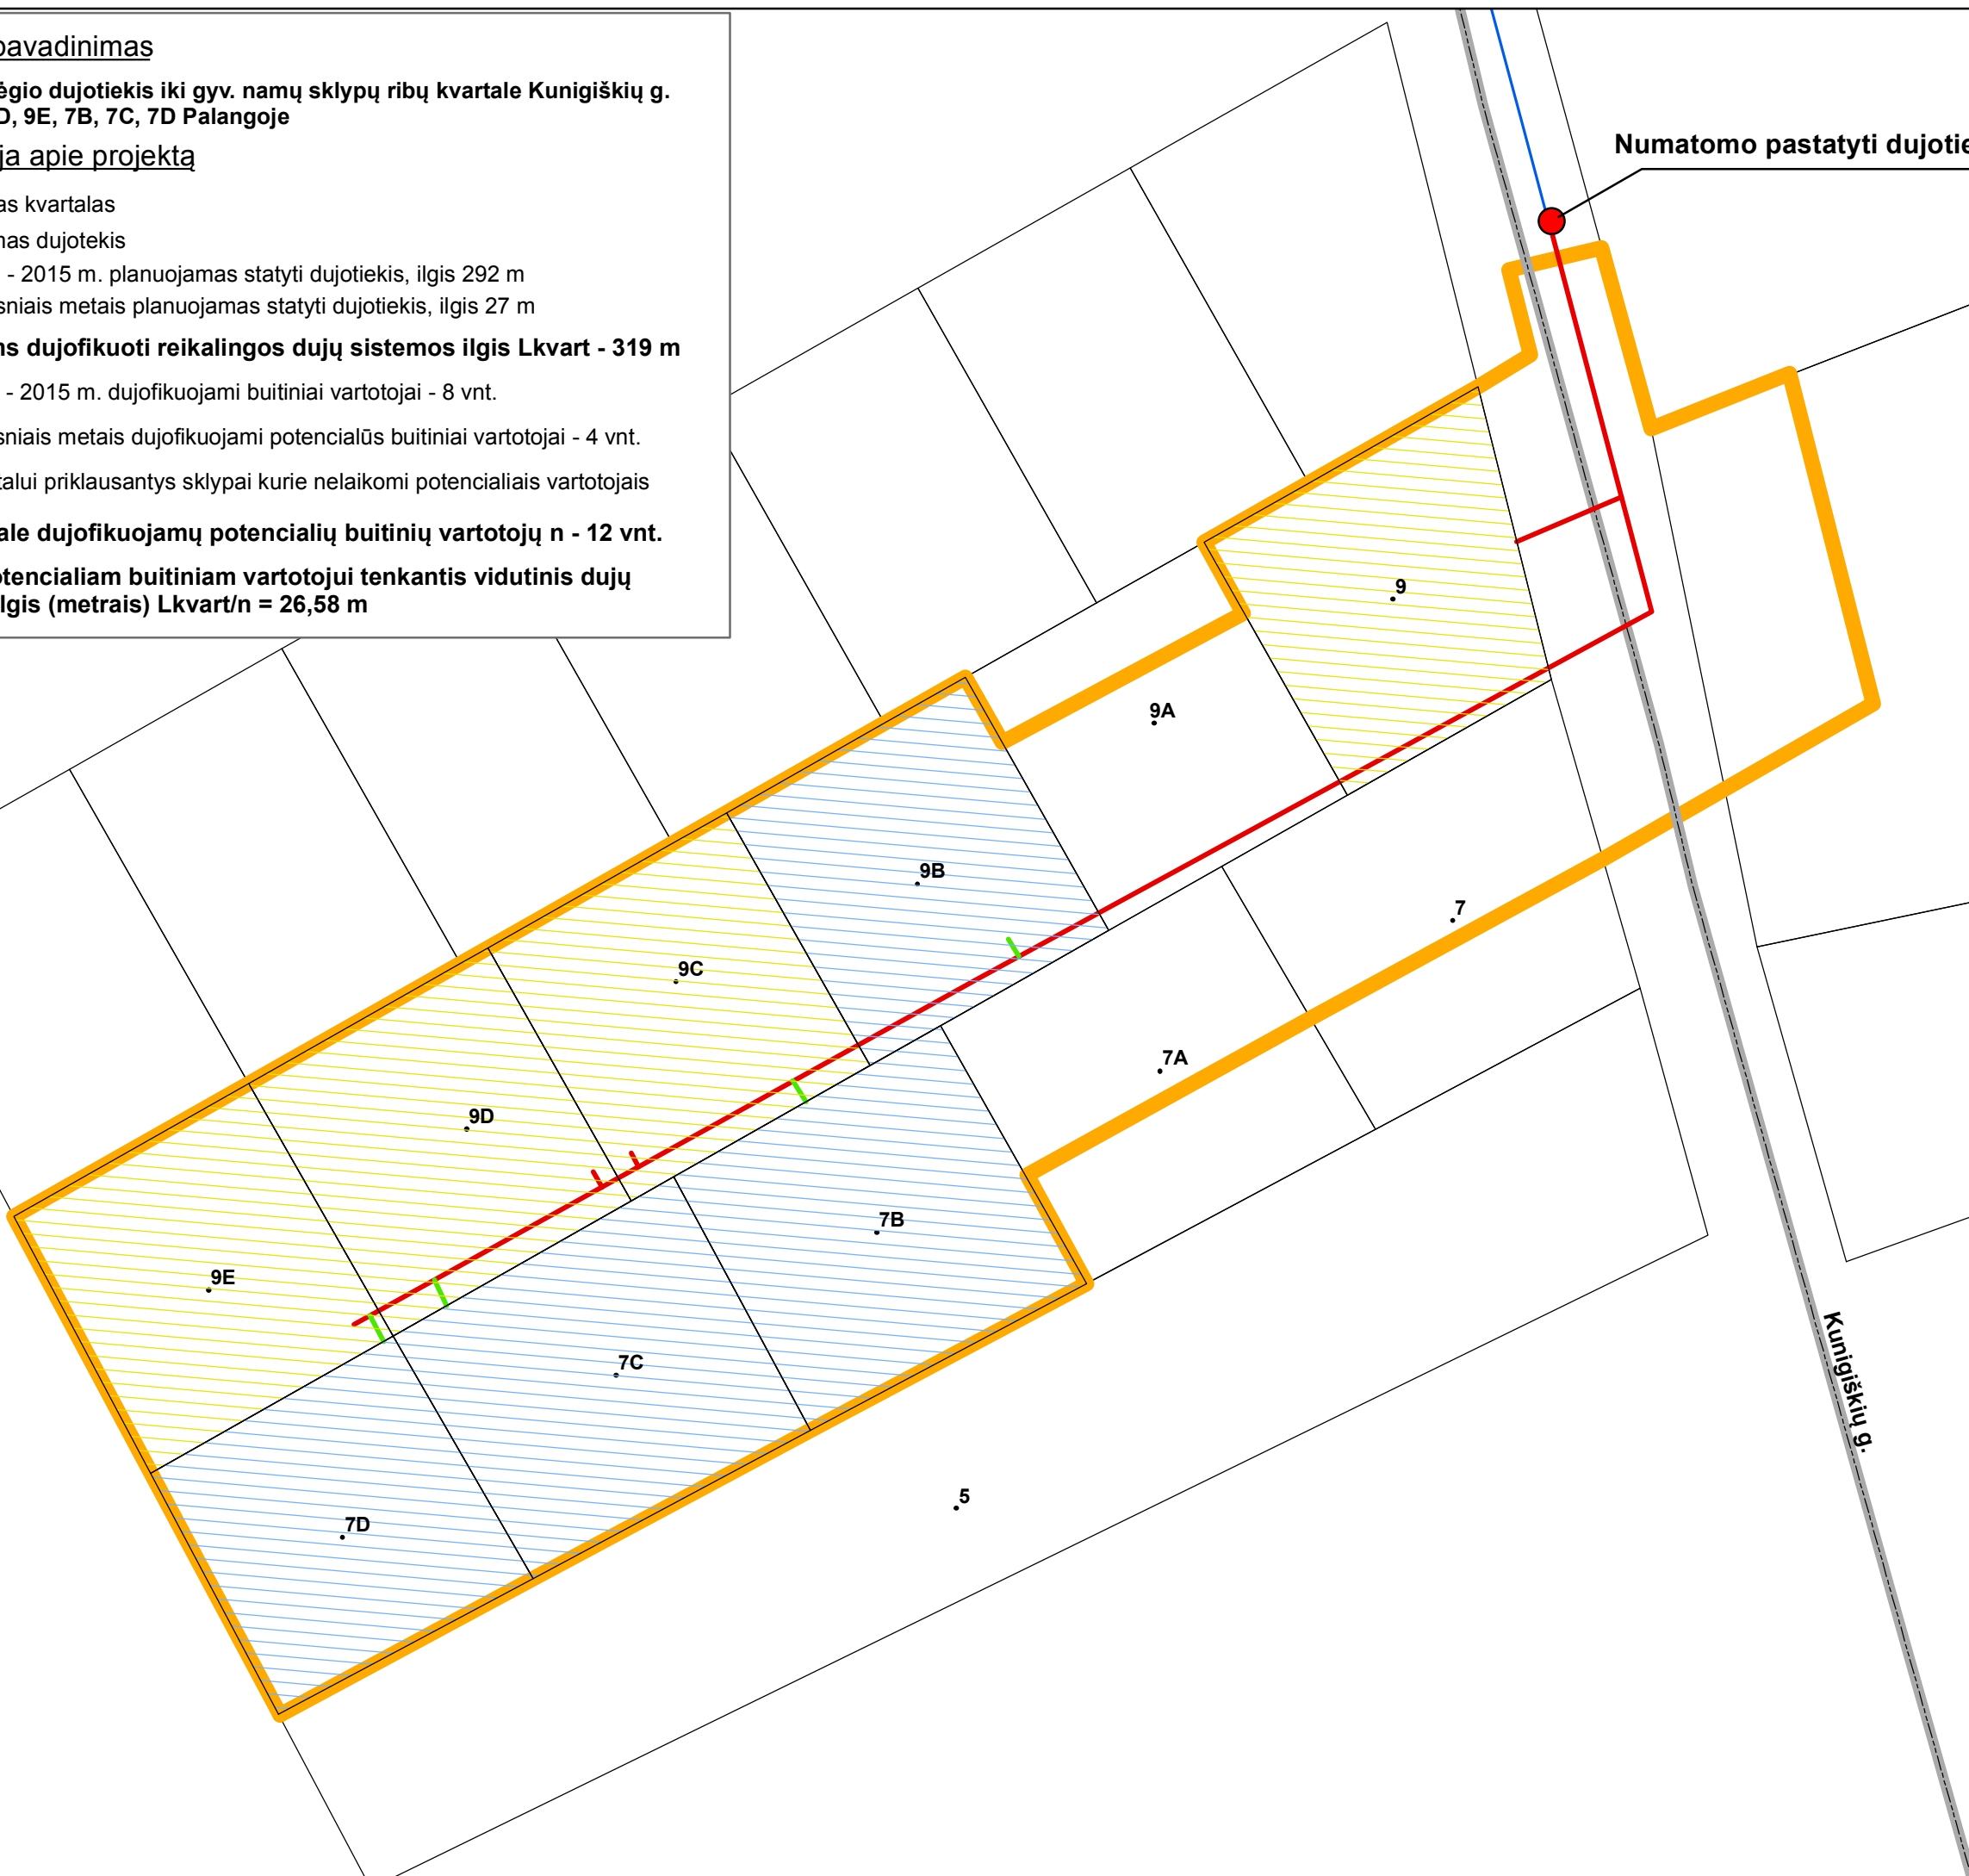 pavadinimas
ėgio dujotiekis iki gyv. namų sklypų ribų kvartale Kunigiškių g.
D, 9E, 7B, 7C, 7D Palangoje
ja apie projektą
as kvartalas
mas dujotekis
- 2015 m. planuojamas statyti dujotiekis, ilgis 292 m
sniais metais planuojamas statyti dujotiekis, ilgis 27 m
ms dujofikuoti reikalingos dujų sistemos ilgis Lkvart - 319 m
- 2015 m. dujofikuojami buitiniai vartotojai - 8 vnt.
sniais metais dujofikuojami potencialūs buitiniai vartotojai - 4 vnt.
talui priklausantys sklypai kurie nelaikomi potencialiais vartotojais
ale dujofikuojamų potencialių buitinių vartotojų n - 12 vnt.
otencialiam buitiniam vartotojui tenkantis vidutinis dujų
ilgis (metrais) Lkvart/n = 26,58 m
Numatomo pastatyti dujotie
9
9A
9B
7
9C
7A
9D
7B
9E
7C
Kunigiškių g.
5
7D